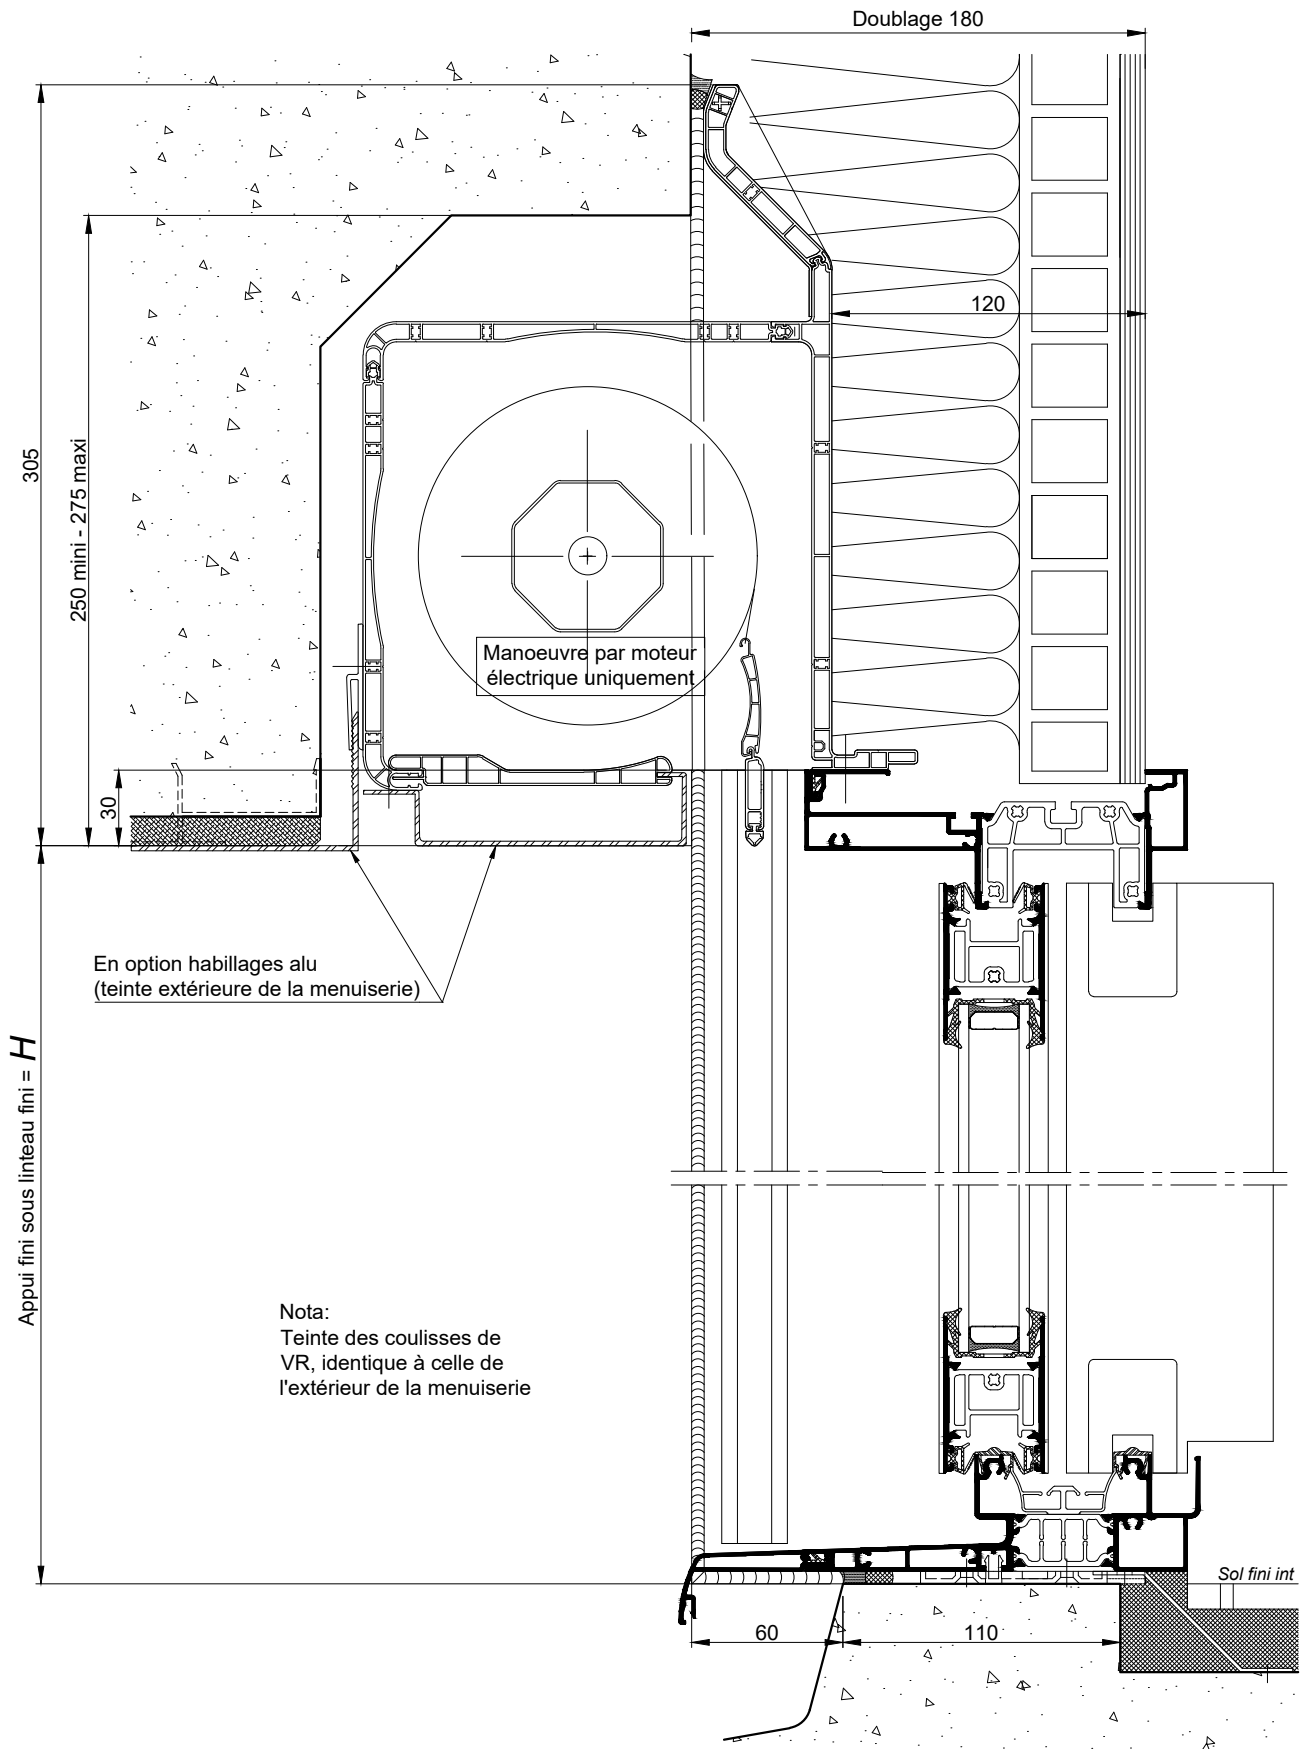 Doublage 180
120
305
250 mini - 275 maxi
Manoeuvre par moteur
électrique uniquement
30
En option habillages alu
(teinte extérieure de la menuiserie)
Appui fini sous linteau fini = H
Nota:
Teinte des coulisses de
VR, identique à celle de
l'extérieur de la menuiserie
Sol fini int
60
110